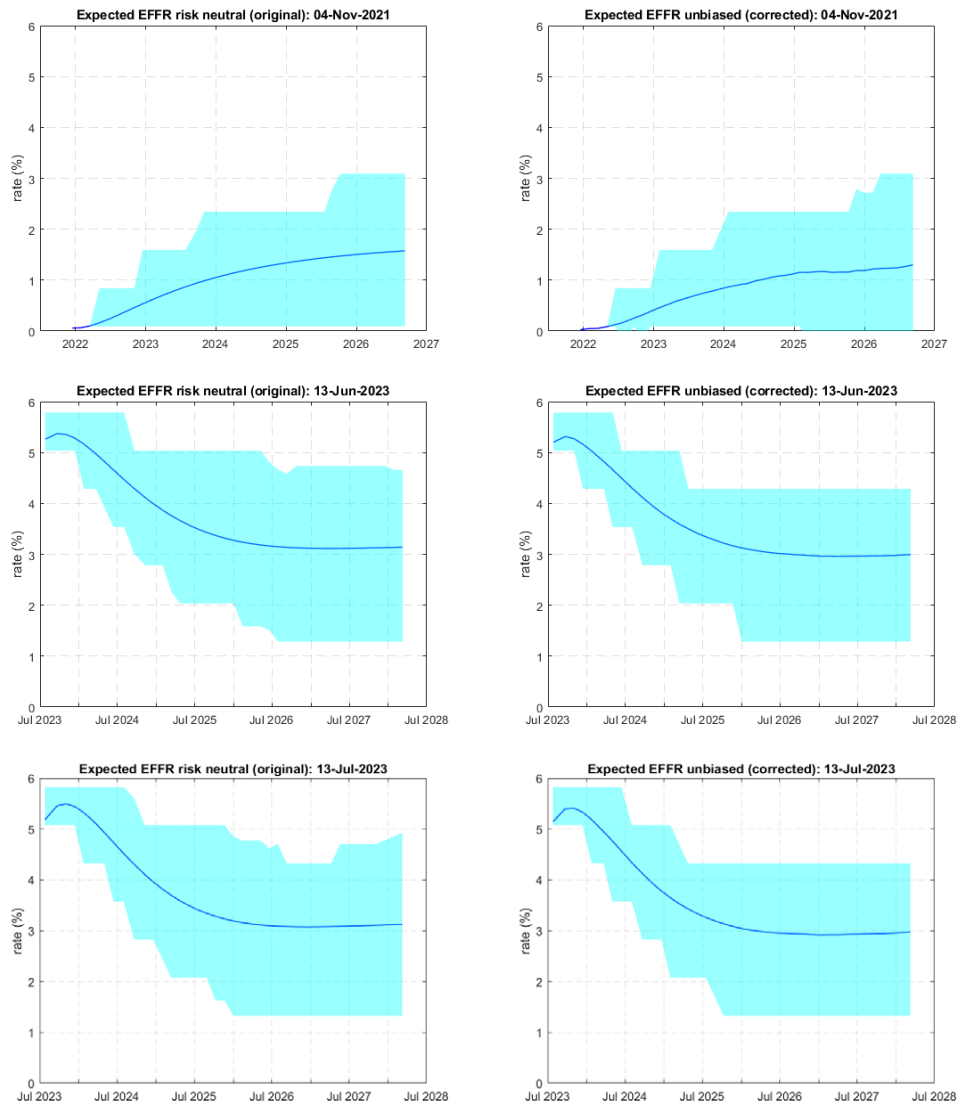 Expected EFFR risk neutral (original): 04-Nov-2021
6
5
4
3
2
1
0
rate (%)
2022 2023 2024 2025 2026 2027
Expected EFFR unbiased (corrected): 04-Nov-2021
6
5
4
3
2
1
0
rate (%)
2022 2023 2024 2025 2026 2027
Expected EFFR risk neutral (original): 13-Jun-2023
6
5
4
3
2
1
0
rate (%)
Jul 2023 Jul 2024 Jul 2025 Jul 2026 Jul 2027 Jul 2028
Expected EFFR unbiased (corrected): 13-Jun-2023
6
5
4
3
2
1
0
rate (%)
Jul 2023 Jul 2024 Jul 2025 Jul 2026 Jul 2027 Jul 2028
Expected EFFR risk neutral (original): 13-Jul-2023
6
5
4
3
2
1
0
rate (%)
Jul 2023 Jul 2024 Jul 2025 Jul 2026 Jul 2027 Jul 2028
Expected EFFR unbiased (corrected): 13-Jul-2023
6
5
4
3
2
1
0
rate (%)
Jul 2023 Jul 2024 Jul 2025 Jul 2026 Jul 2027 Jul 2028